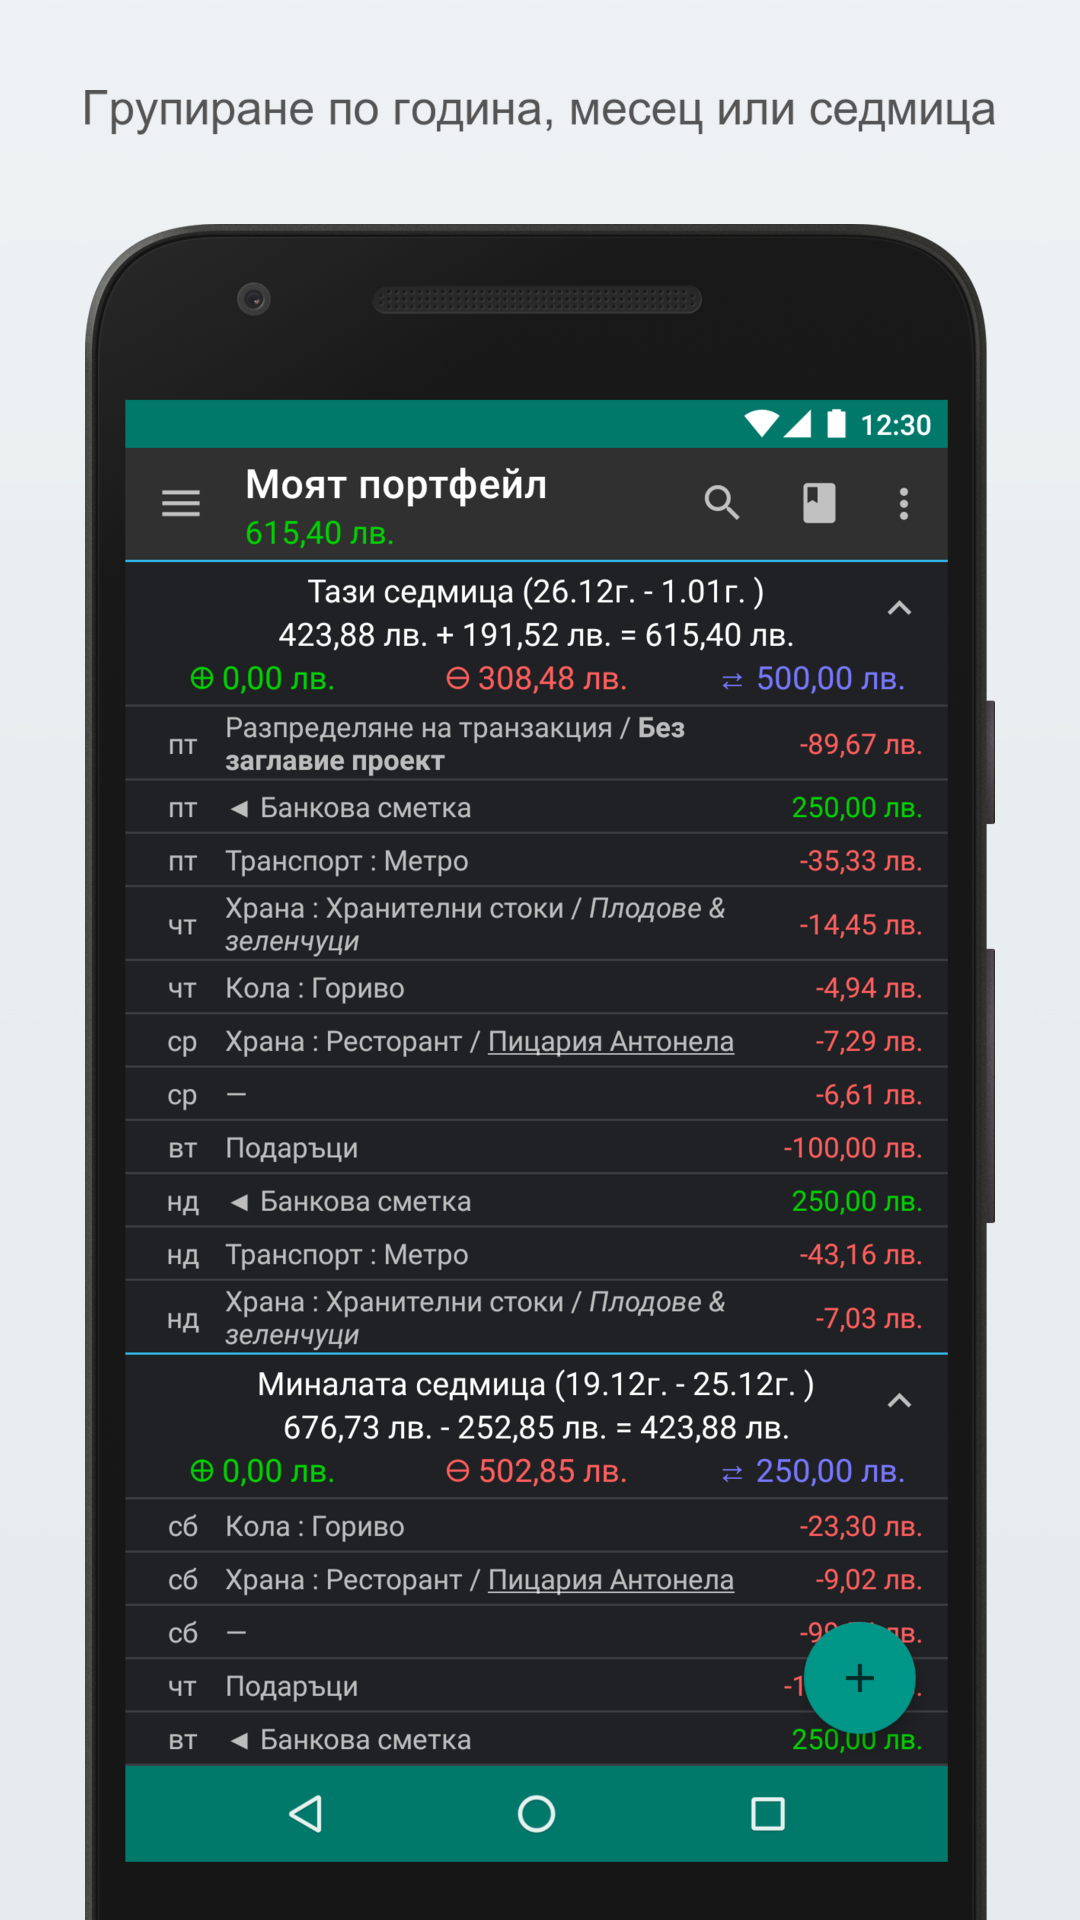 Групиране по година, месец или седмица
12:30
Моят портфейл
615,40 лв.
Тази седмица (26.12г. - 1.01г. )
423,88 лв. + 191,52 лв. = 615,40 лв.
⊕ 0,00 лв. ⊖ 308,48 лв. ⇄ 500,00 лв.
пт Разпределяне на транзакция / Без -89,67 лв.
заглавие проект
пт ◄ Банкова сметка 250,00 лв.
пт Транспорт : Метро -35,33 лв.
чт Храна : Хранителни стоки / Плодове & -14,45 лв.
зеленчуци
чт Кола : Гориво -4,94 лв.
ср Храна : Ресторант / Пицария Антонела -7,29 лв.
ср — -6,61 лв.
вт Подаръци -100,00 лв.
нд ◄ Банкова сметка 250,00 лв.
нд Транспорт : Метро -43,16 лв.
нд Храна : Хранителни стоки / Плодове & -7,03 лв.
зеленчуци
Миналата седмица (19.12г. - 25.12г. )
676,73 лв. - 252,85 лв. = 423,88 лв.
⊕ 0,00 лв. ⊖ 502,85 лв. ⇄ 250,00 лв.
сб Кола : Гориво -23,30 лв.
сб Храна : Ресторант / Пицария Антонела -9,02 лв.
сб — лв.
чт Подаръци
вт ◄ Банкова сметка 250,00 лв.